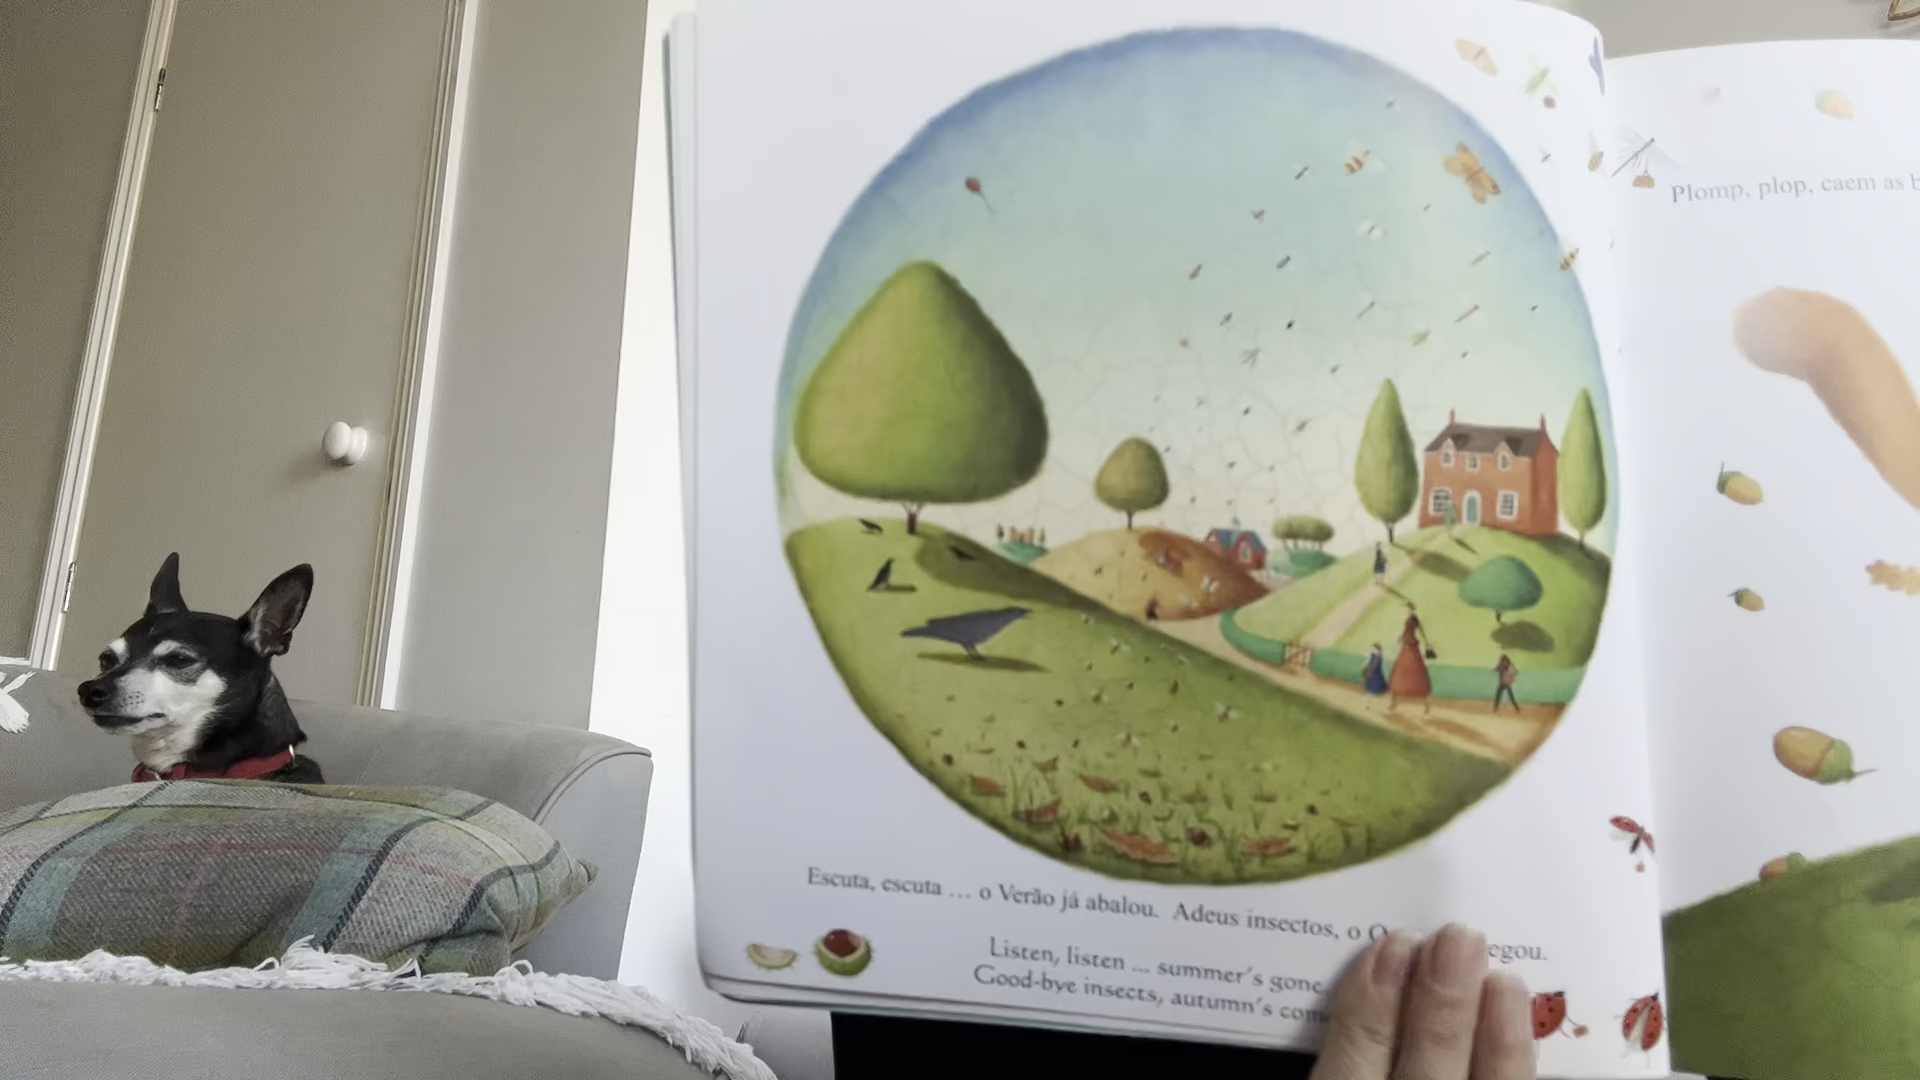 Escuta, escuta ... o Verão já abalou. Adeus insectos, o
Listen, listen ... summer's gone
Good-bye insects, autumn's
Plomp, plop, caem as